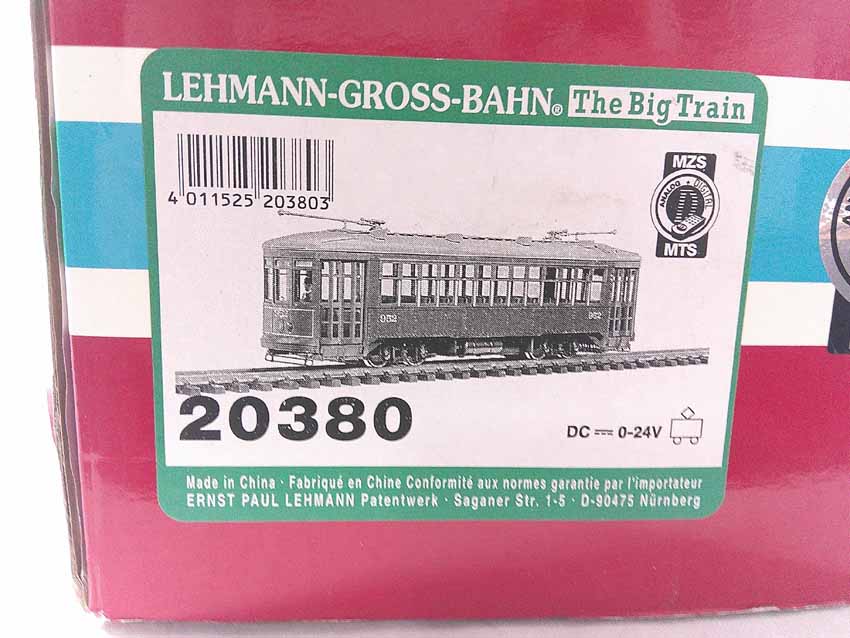 LEHMANN-GROSS-BAHN® The Big Train
4 011525 203803
MZS
ANALOG • DIGITAL
MTS
952 952
20380
DC ⎓ 0-24V
Made in China · Fabriqué en Chine Conformité aux normes garantie par l'importateur
ERNST PAUL LEHMANN Patentwerk · Saganer Str. 1-5 · D-90475 Nürnberg